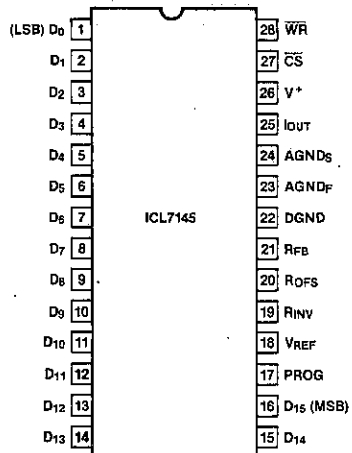 (LSB) D0 1
D1 2
D2 3
D3 4
D4 5
D5 6
D6 7
D7 8
D8 9
D9 10
D10 11
D11 12
D12 13
D13 14
ICL7145
28 W̅R̅
27 C̅S̅
26 V+
25 IOUT
24 AGNDS
23 AGNDF
22 DGND
21 RFB
20 ROFS
19 RINV
18 VREF
17 PROG
16 D15 (MSB)
15 D14